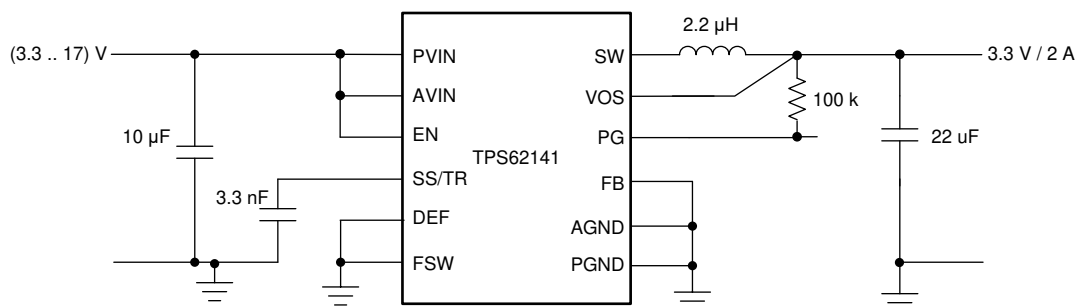 (3.3 .. 17) V
10 µF
3.3 nF
PVIN
AVIN
EN
SS/TR
DEF
FSW
TPS62141
SW
VOS
PG
FB
AGND
PGND
2.2 µH
100 k
22 uF
3.3 V / 2 A